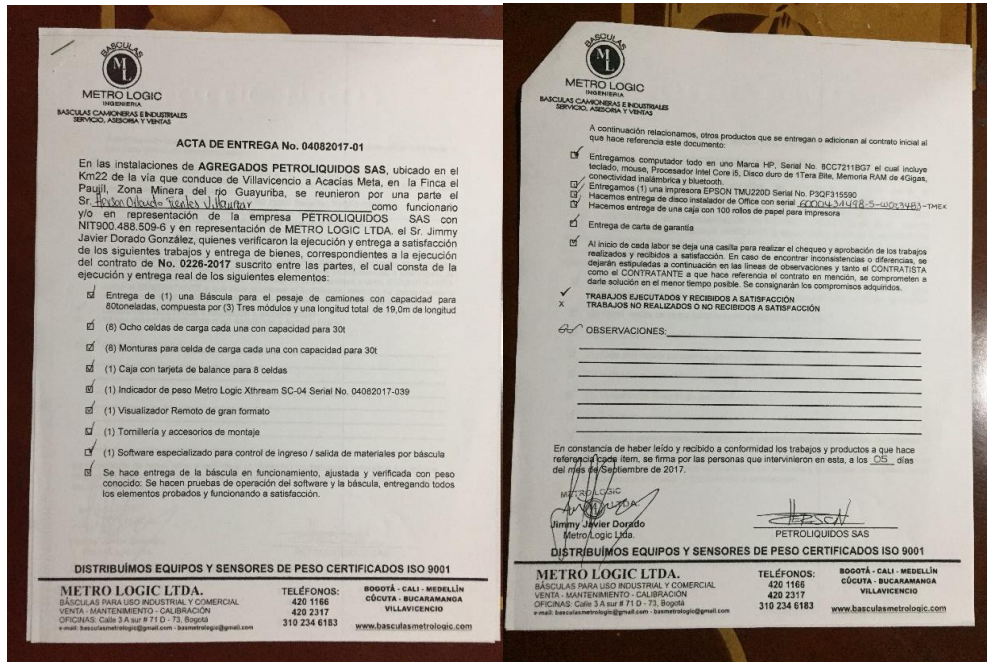 BASCULAS
ML
METRO LOGIC
INGENIERIA
BASCULAS CAMIONERAS E INDUSTRIALES
SERVICIO, ASESORIA Y VENTAS
ACTA DE ENTREGA No. 04082017-01
En las instalaciones de AGREGADOS PETROLIQUIDOS SAS, ubicado en el
Km22 de la vía que conduce de Villavicencio a Acacías Meta, en la Finca el
Paujil, Zona Minera del río Guayuriba, se reunieron por una parte el
Sr. Herson Orlando Fuentes Villamizar como funcionario
y/o en representación de la empresa PETROLIQUIDOS SAS con
NIT900.488.509-6 y en representación de METRO LOGIC LTDA. el Sr. Jimmy
Javier Dorado González, quienes verificaron la ejecución y entrega a satisfacción
de los siguientes trabajos y entrega de bienes, correspondientes a la ejecución
del contrato de No. 0226-2017 suscrito entre las partes, el cual consta de la
ejecución y entrega real de los siguientes elementos:
Entrega de (1) una Báscula para el pesaje de camiones con capacidad para
80toneladas, compuesta por (3) Tres módulos y una longitud total de 19,0m de longitud
(8) Ocho celdas de carga cada una con capacidad para 30t
(8) Monturas para celda de carga cada una con capacidad para 30t
(1) Caja con tarjeta de balance para 8 celdas
(1) Indicador de peso Metro Logic Xthream SC-04 Serial No. 04082017-039
(1) Visualizador Remoto de gran formato
(1) Tornillería y accesorios de montaje
(1) Software especializado para control de ingreso / salida de materiales por báscula
Se hace entrega de la báscula en funcionamiento, ajustada y verificada con peso
conocido: Se hacen pruebas de operación del software y la báscula, entregando todos
los elementos probados y funcionando a satisfacción.
DISTRIBUÍMOS EQUIPOS Y SENSORES DE PESO CERTIFICADOS ISO 9001
METRO LOGIC LTDA.
BÁSCULAS PARA USO INDUSTRIAL Y COMERCIAL
VENTA - MANTENIMIENTO - CALIBRACIÓN
OFICINAS: Calle 3 A sur # 71 D - 73, Bogotá
e-mail: basculasmetrologic@gmail.com - basmetrologic@gmail.com
TELÉFONOS:
420 1166
420 2317
310 234 6183
BOGOTÁ - CALI - MEDELLÍN
CÚCUTA - BUCARAMANGA
VILLAVICENCIO
www.basculasmetrologic.com
BASCULAS
ML
METRO LOGIC
INGENIERIA
BASCULAS CAMIONERAS E INDUSTRIALES
SERVICIO, ASESORIA Y VENTAS
A continuación relacionamos, otros productos que se entregan o adicionan al contrato inicial al
que hace referencia este documento:
Entregamos computador todo en uno Marca HP, Serial No. 8CC7211BG7 el cual incluye
teclado, mouse, Procesador Intel Core i5, Disco duro de 1Tera Bite, Memoria RAM de 4Gigas,
conectividad inalámbrica y bluetooth.
Entregamos (1) una impresora EPSON TMU220D Serial No. P3QF315590
Hacemos entrega de disco instalador de Office con serial
Hacemos entrega de una caja con 100 rollos de papel para impresora
Entrega de carta de garantía
Al inicio de cada labor se deja una casilla para realizar el chequeo y aprobación de los trabajos
realizados y recibidos a satisfacción. En caso de encontrar inconsistencias o diferencias, se
dejarán estipuladas a continuación en las líneas de observaciones y tanto el CONTRATISTA
como el CONTRATANTE a que hace referencia el contrato en mención, se comprometen a
darle solución en el menor tiempo posible. Se consignarán los compromisos adquiridos.
TRABAJOS EJECUTADOS Y RECIBIDOS A SATISFACCIÓN
X TRABAJOS NO REALIZADOS O NO RECIBIDOS A SATISFACCIÓN
OBSERVACIONES:
En constancia de haber leído y recibido a conformidad los trabajos y productos a que hace
referencia cada ítem, se firma por las personas que intervinieron en esta, a los 05 días
del mes de Septiembre de 2017.
METRO LOGIC
LTDA.
Jimmy Javier Dorado
Metro Logic Ltda.
HERSON
PETROLIQUIDOS SAS
DISTRIBUÍMOS EQUIPOS Y SENSORES DE PESO CERTIFICADOS ISO 9001
METRO LOGIC LTDA.
BÁSCULAS PARA USO INDUSTRIAL Y COMERCIAL
VENTA - MANTENIMIENTO - CALIBRACIÓN
OFICINAS: Calle 3 A sur # 71 D - 73, Bogotá
e-mail: basculasmetrologic@gmail.com - basmetrologic@gmail.com
TELÉFONOS:
420 1166
420 2317
310 234 6183
BOGOTÁ - CALI - MEDELLÍN
CÚCUTA - BUCARAMANGA
VILLAVICENCIO
www.basculasmetrologic.com